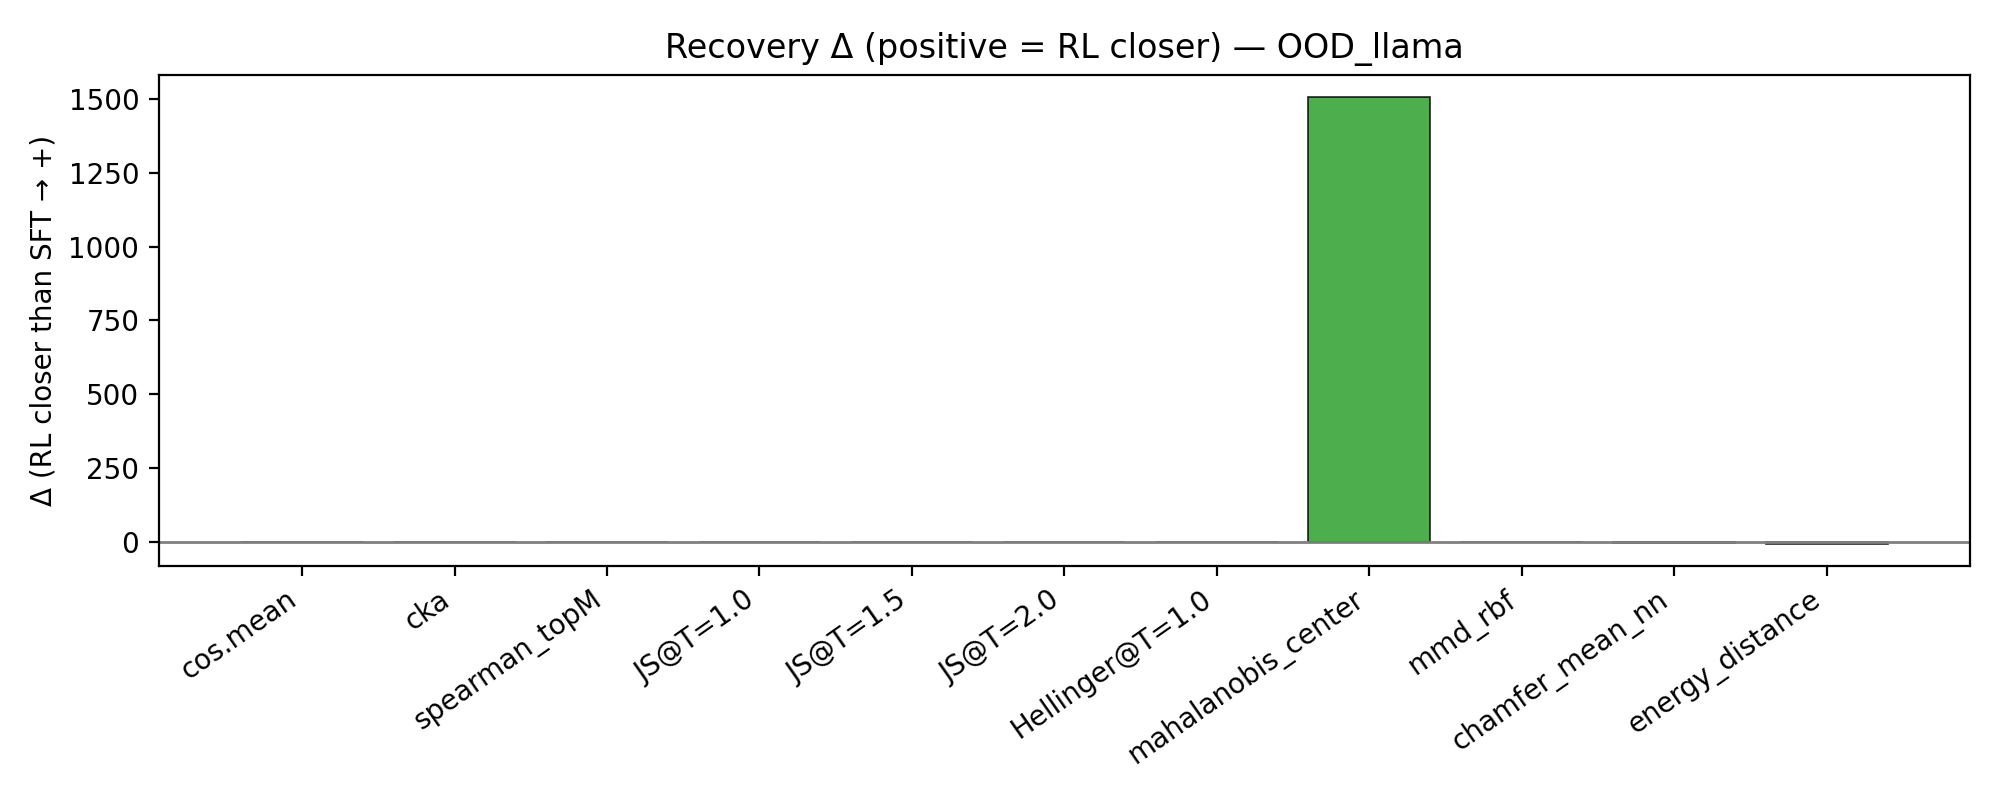 Recovery Δ (positive = RL closer) — OOD_llama
Δ (RL closer than SFT → +)
1500
1250
1000
750
500
250
0
cos.mean
cka
spearman_topM
JS@T=1.0
JS@T=1.5
JS@T=2.0
Hellinger@T=1.0
mahalanobis_center
mmd_rbf
chamfer_mean_nn
energy_distance